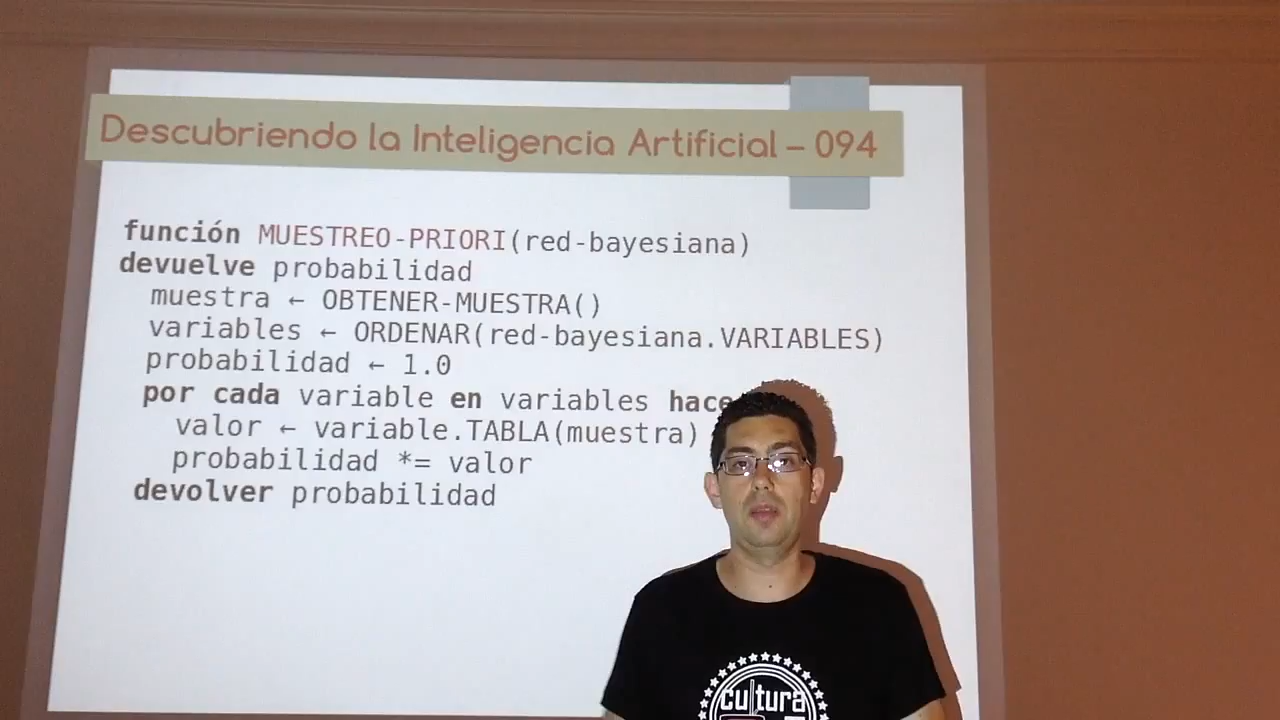 Descubriendo la Inteligencia Artificial – 094
función MUESTREO-PRIORI(red-bayesiana)
devuelve probabilidad
muestra ← OBTENER-MUESTRA()
variables ← ORDENAR(red-bayesiana.VARIABLES)
probabilidad ← 1.0
por cada variable en variables hace
valor ← variable.TABLA(muestra)
probabilidad *= valor
devolver probabilidad
cultura